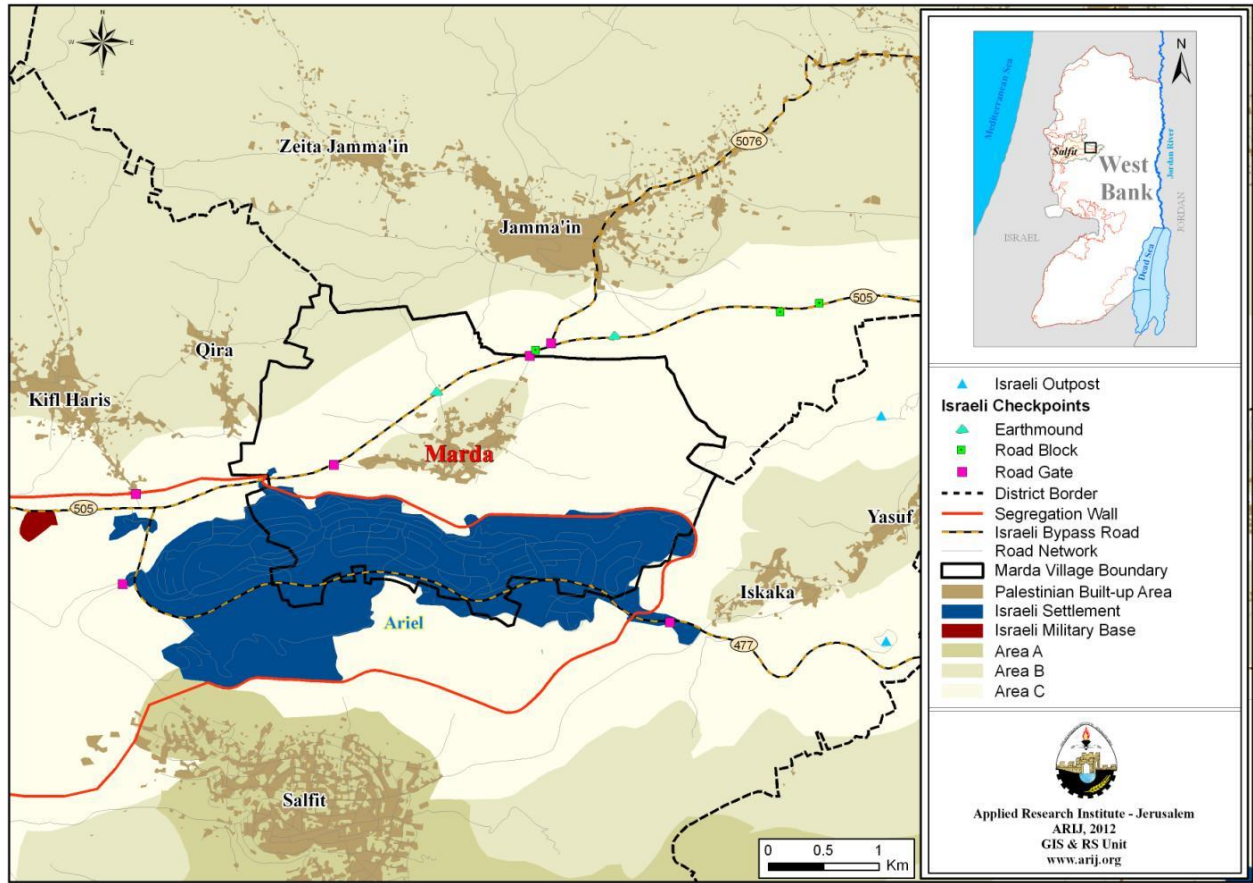 N
W
E
S
Zeita Jamma'in
5076
Jamma'in
505
Qira
Kifl Haris
Marda
505
Yasuf
Iskaka
Ariel
477
Salfit
0 0.5 1
Km
N
Mediterranean Sea
Salfit
West
Bank
Jordan River
JORDAN
ISRAEL
Dead Sea
Israeli Outpost
Israeli Checkpoints
Earthmound
Road Block
Road Gate
District Border
Segregation Wall
Israeli Bypass Road
Road Network
Marda Village Boundary
Palestinian Built-up Area
Israeli Settlement
Israeli Military Base
Area A
Area B
Area C
Applied Research Institute - Jerusalem
ARIJ, 2012
GIS & RS Unit
www.arij.org